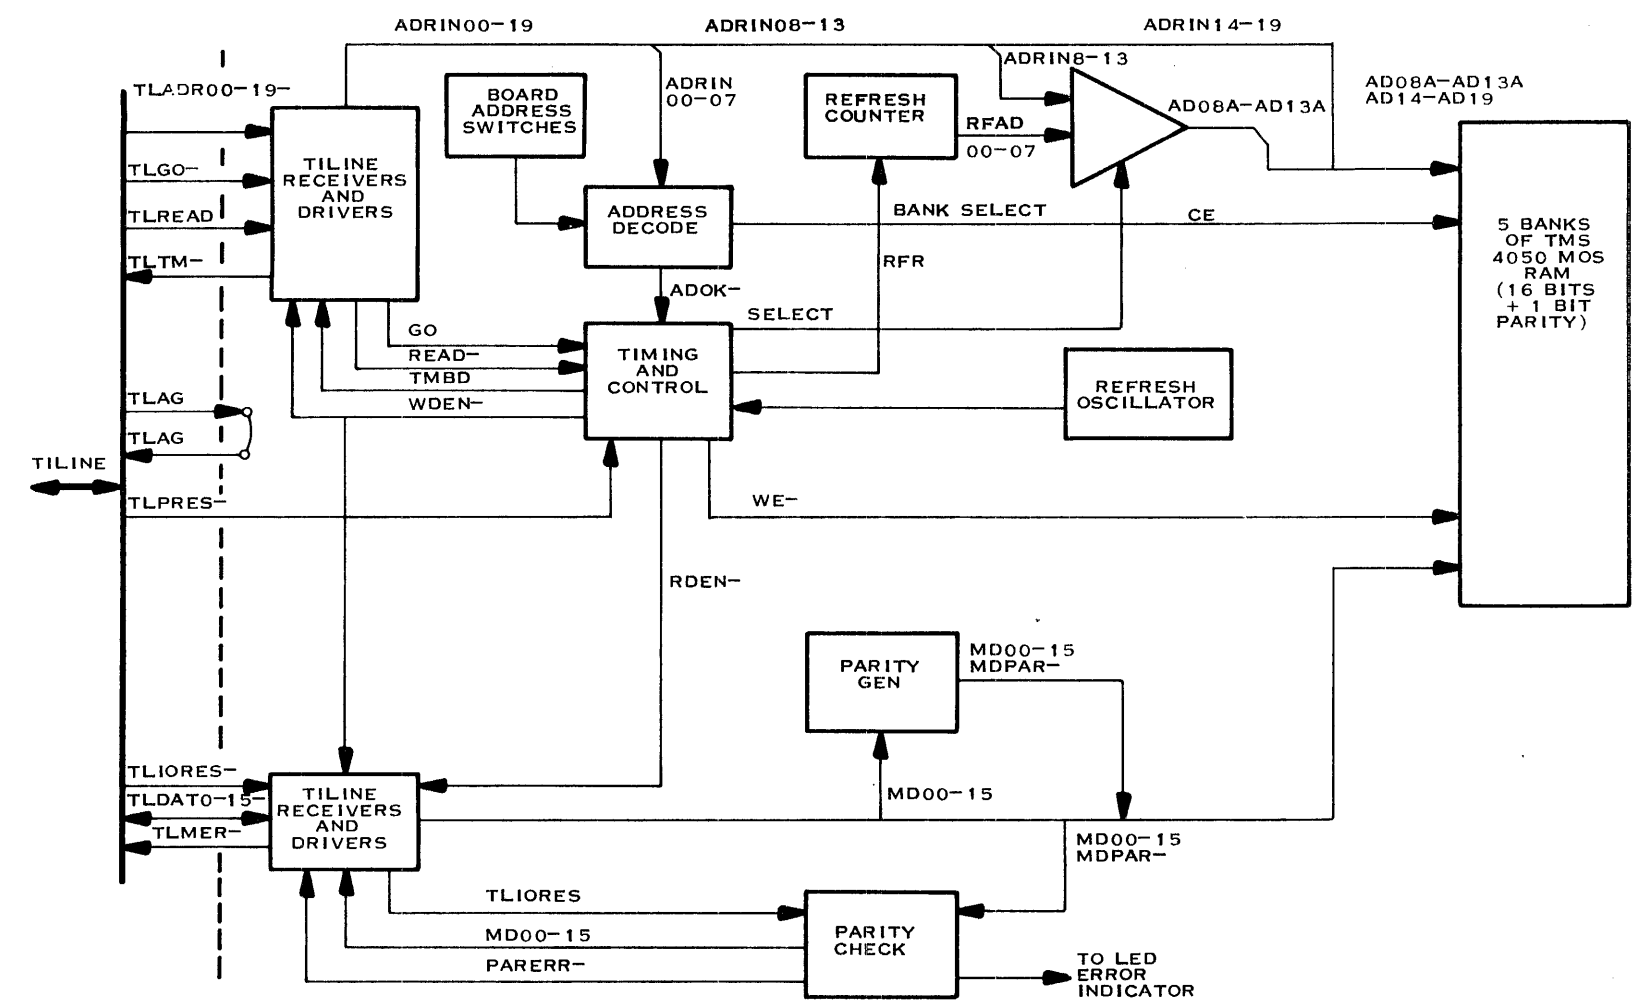 ADRIN00-19
ADRIN08-13
ADRIN14-19
TLADR00-19-
BOARD
ADDRESS
SWITCHES
ADRIN
00-07
REFRESH
COUNTER
ADRIN8-13
RFAD
00-07
AD08A-AD13A
AD08A-AD13A
AD14-AD19
TILINE
RECEIVERS
AND
DRIVERS
TLGO-
TLREAD
TLTM-
ADDRESS
DECODE
BANK SELECT
CE
5 BANKS
OF TMS
4050 MOS
RAM
(16 BITS
+ 1 BIT
PARITY)
RFR
ADOK-
SELECT
GO
READ-
TMBD
WDEN-
TIMING
AND
CONTROL
REFRESH
OSCILLATOR
TLAG
TLAG
TILINE
TLPRES-
WE-
RDEN-
PARITY
GEN
MD00-15
MDPAR-
TLIORES-
TLDAT0-15-
TLMER-
TILINE
RECEIVERS
AND
DRIVERS
MD00-15
MD00-15
MDPAR-
TLIORES
MD00-15
PARERR-
PARITY
CHECK
TO LED
ERROR
INDICATOR